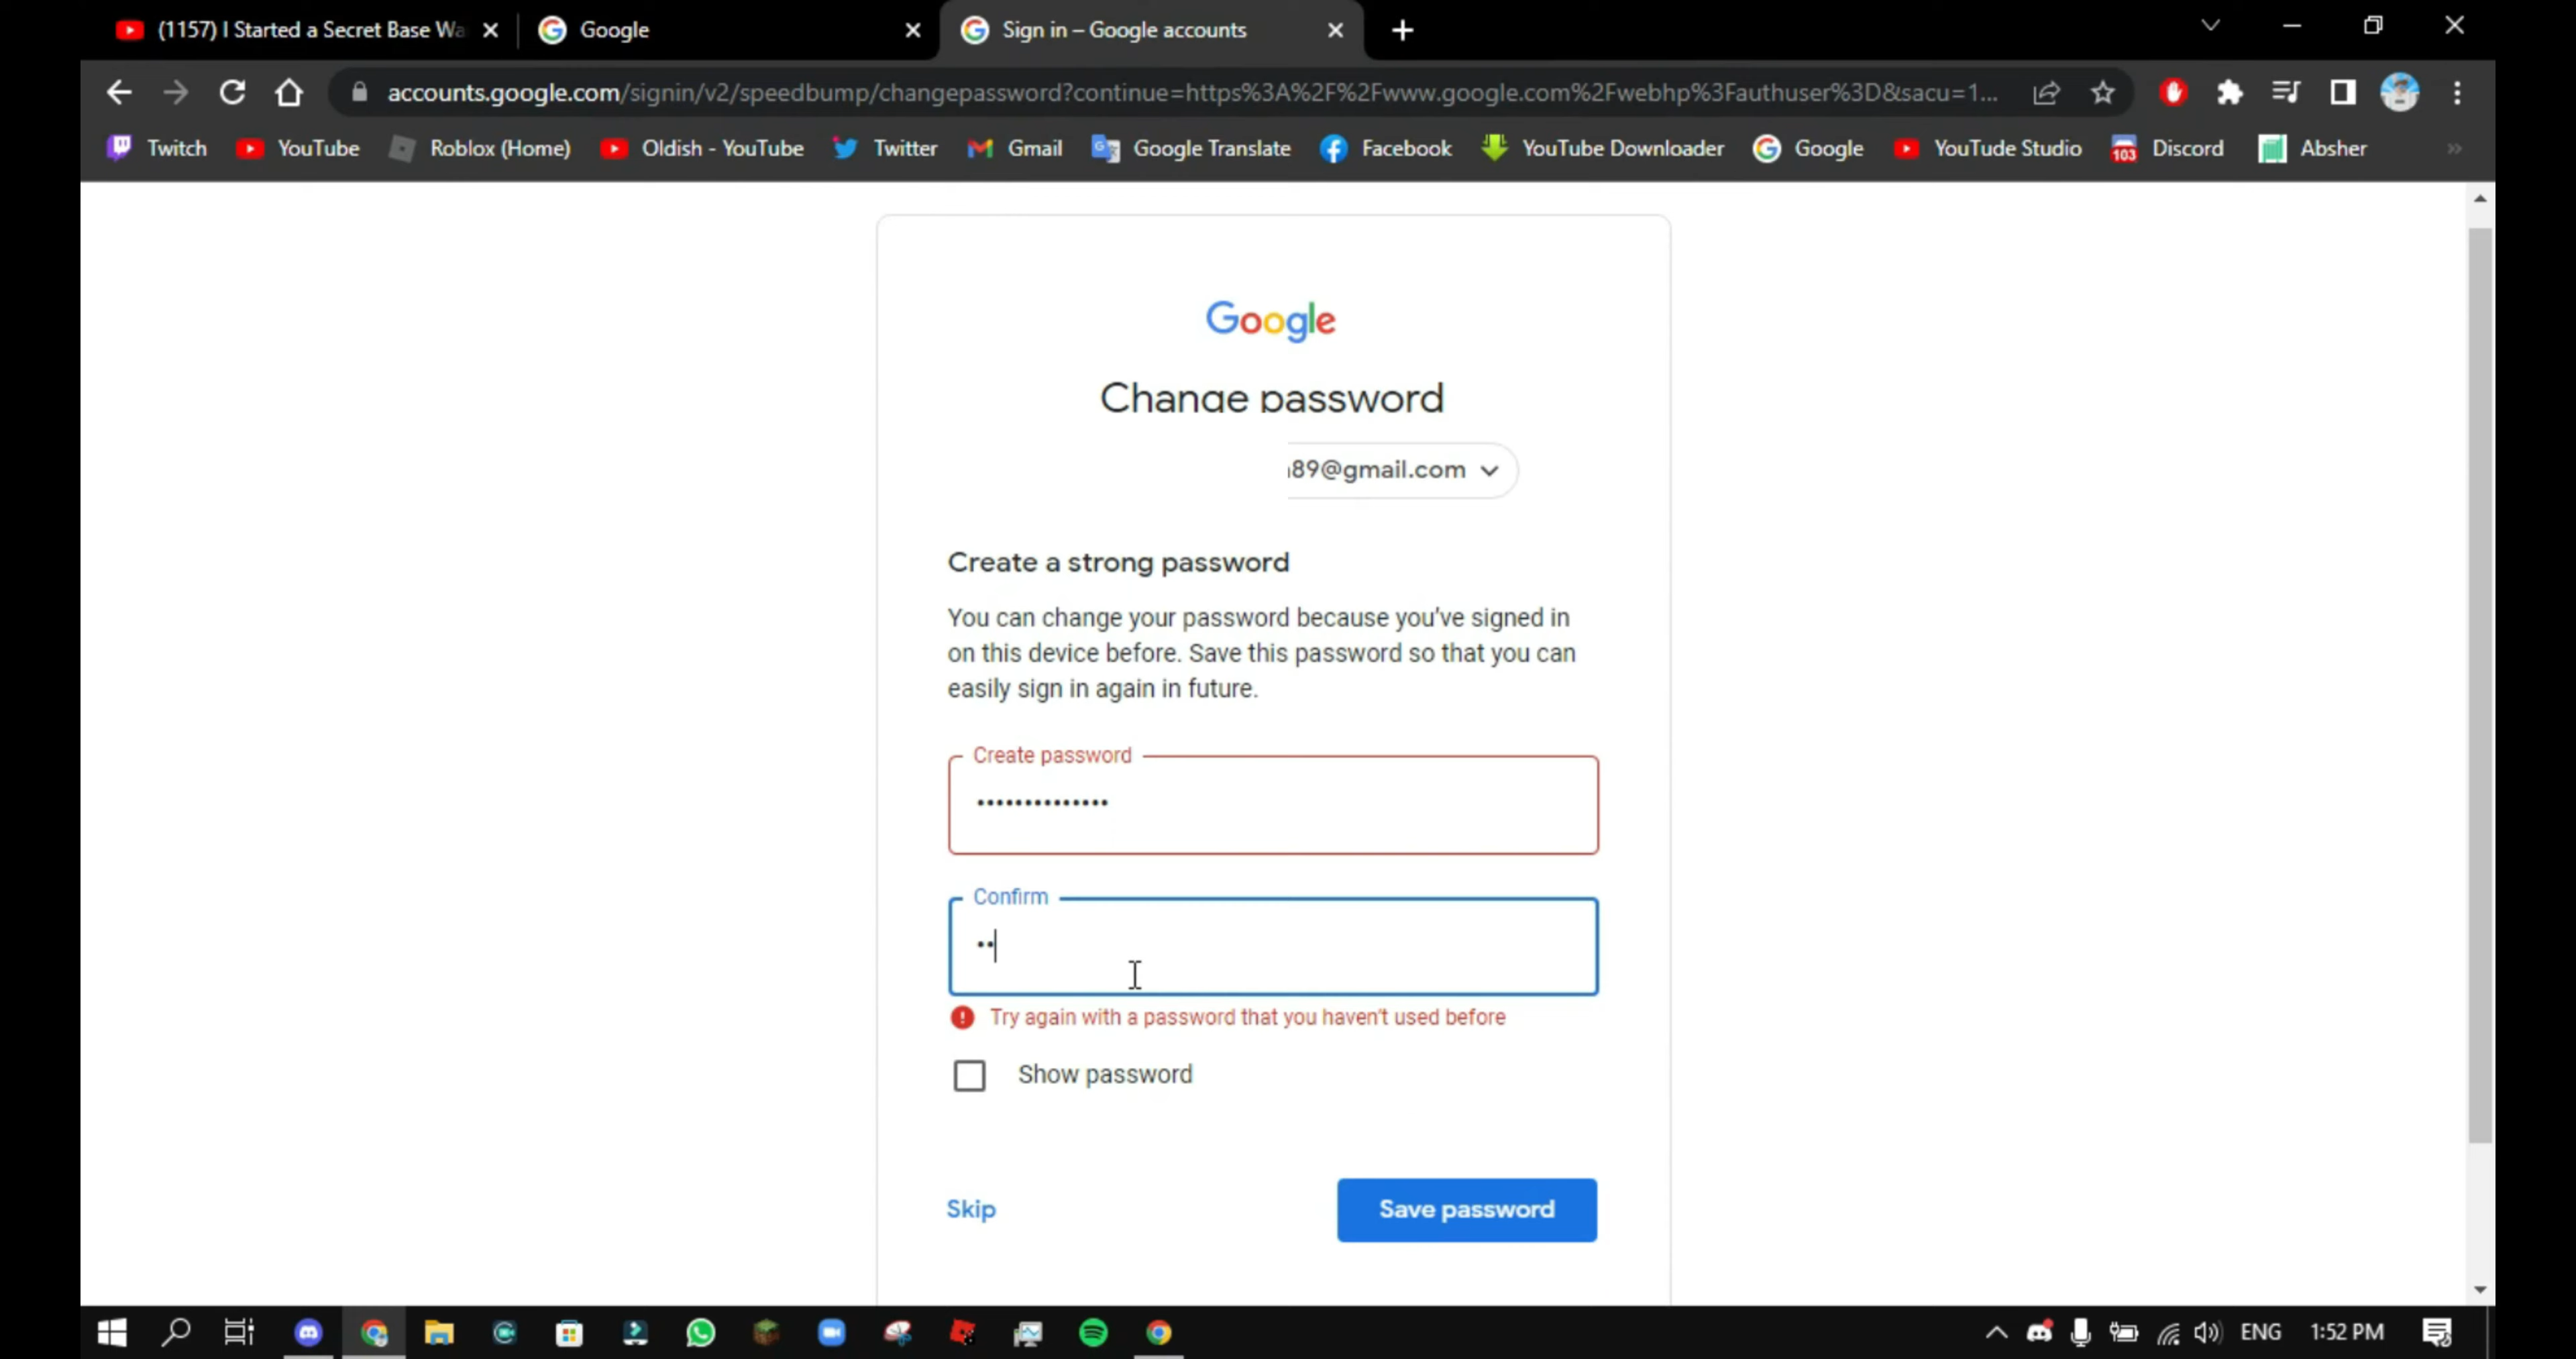 (1157) I Started a Secret Base Wa
Google
Sign in – Google accounts
accounts.google.com/signin/v2/speedbump/changepassword?continue=https%3A%2F%2Fwww.google.com%2Fwebhp%3Fauthuser%3D&sacu=1...
Twitch YouTube Roblox (Home) Oldish - YouTube Twitter Gmail Google Translate Facebook YouTube Downloader Google YouTude Studio 103 Discord Absher »
Google
Change password
89@gmail.com
Create a strong password
You can change your password because you've signed in
on this device before. Save this password so that you can
easily sign in again in future.
Create password
••••••••••••••
Confirm
••
Try again with a password that you haven't used before
Show password
Skip
Save password
ENG 1:52 PM